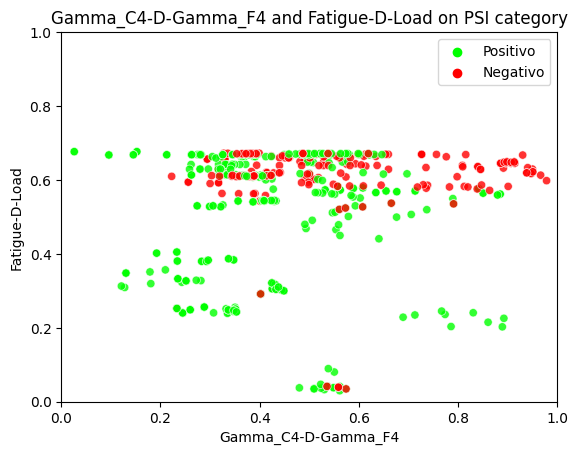 Gamma_C4-D-Gamma_F4 and Fatigue-D-Load on PSI category
Positivo
Negativo
Fatigue-D-Load
1.0
0.8
0.6
0.4
0.2
0.0
0.0 0.2 0.4 0.6 0.8 1.0
Gamma_C4-D-Gamma_F4